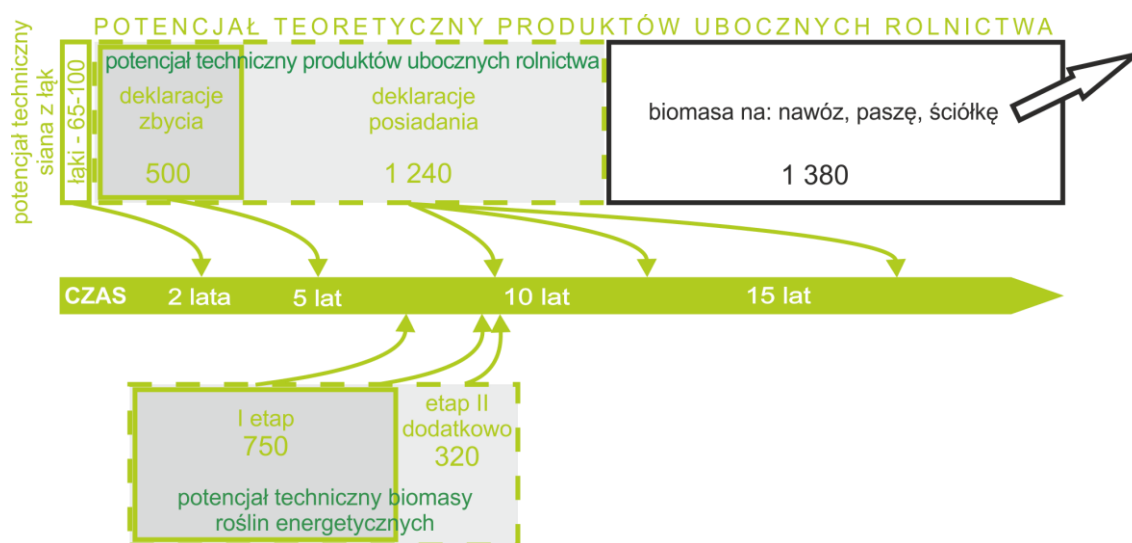 POTENCJAŁ TEORETYCZNY PRODUKTÓW UBOCZNYCH ROLNICTWA
potencjał techniczny
siana z łąk
łąki - 65-100
potencjał techniczny produktów ubocznych rolnictwa
deklaracje
zbycia
500
deklaracje
posiadania
1 240
biomasa na: nawóz, paszę, ściółkę
1 380
CZAS 2 lata 5 lat 10 lat 15 lat
I etap
750
etap II
dodatkowo
320
potencjał techniczny biomasy
roślin energetycznych